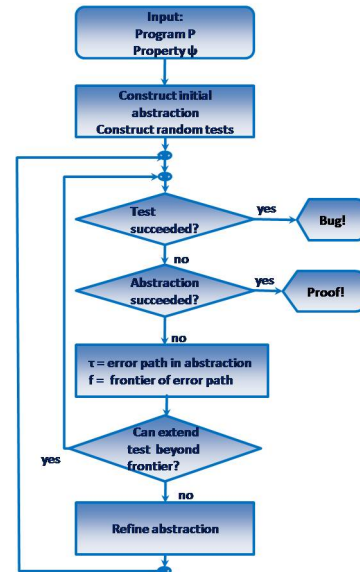 Input:
Program P
Property ψ
Construct initial
abstraction
Construct random tests
Test
succeeded?
yes
Bug!
no
Abstraction
succeeded?
yes
Proof!
no
τ = error path in abstraction
f = frontier of error path
Can extend
test beyond
frontier?
yes
no
Refine abstraction